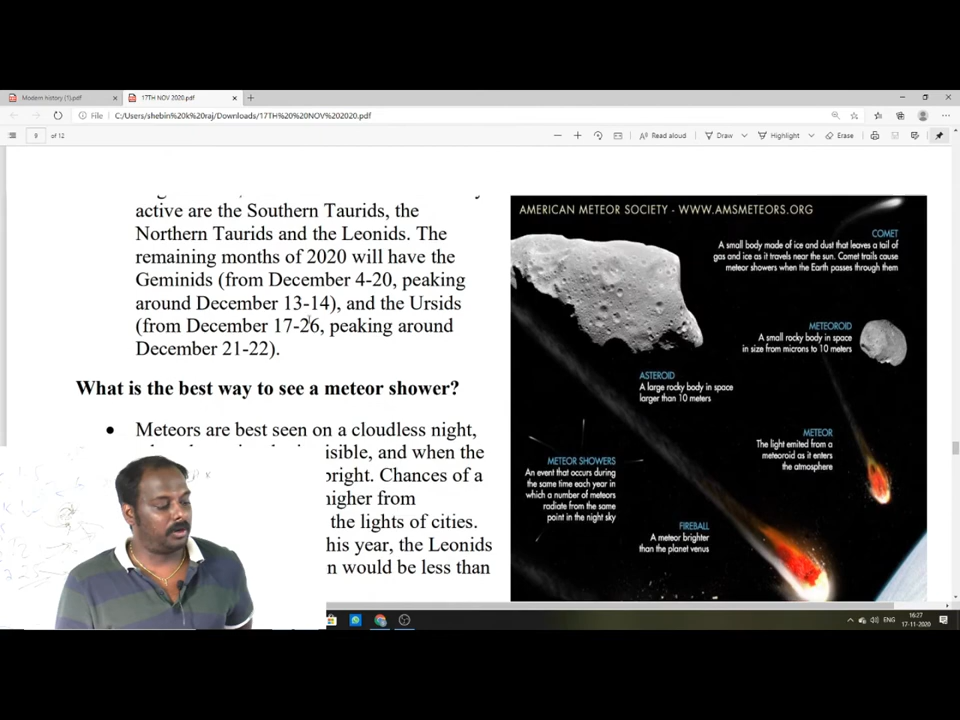 Modern history (1).pdf
17TH NOV 2020.pdf
File
C:/Users/shebin%20k%20raj/Downloads/17TH%20%20NOV%202020.pdf
9 of 12
Read aloud
Draw
Highlight
Erase
active are the Southern Taurids, the
Northern Taurids and the Leonids. The
remaining months of 2020 will have the
Geminids (from December 4-20, peaking
around December 13-14), and the Ursids
(from December 17-26, peaking around
December 21-22).
What is the best way to see a meteor shower?
• Meteors are best seen on a cloudless night,
isible, and when the
bright. Chances of a
igher from
the lights of cities.
his year, the Leonids
n would be less than
AMERICAN METEOR SOCIETY - WWW.AMSMETEORS.ORG
COMET
A small body made of ice and dust that leaves a tail of
gas and ice as it travels near the sun. Comet trails cause
meteor showers when the Earth passes through them
METEOROID
A small rocky body in space
in size from microns to 10 meters
ASTEROID
A large rocky body in space
larger than 10 meters
METEOR
The light emited from a
meteoroid as it enters
the atmosphere
METEOR SHOWERS
An event that occurs during
the same time each year in
which a number of meteors
radiate from the same
point in the night sky
FIREBALL
A meteor brighter
than the planet venus
ENG
16:27
17-11-2020